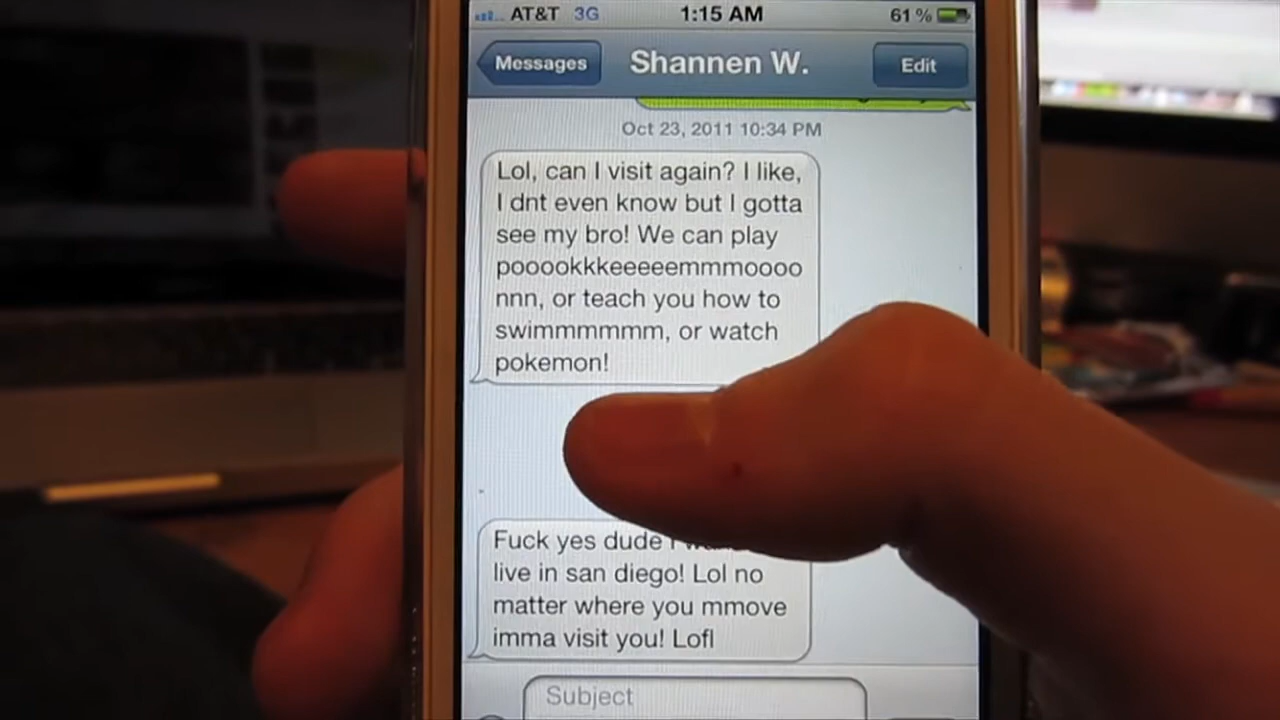 AT&T 3G 1:15 AM 61%
Messages Shannen W. Edit
Oct 23, 2011 10:34 PM
Lol, can I visit again? I like,
I dnt even know but I gotta
see my bro! We can play
pooookkkeeeeemmmoooo
nnn, or teach you how to
swimmmmmm, or watch
pokemon!
Fuck yes dude
live in san diego! Lol no
matter where you mmove
imma visit you! Lofl
Subject